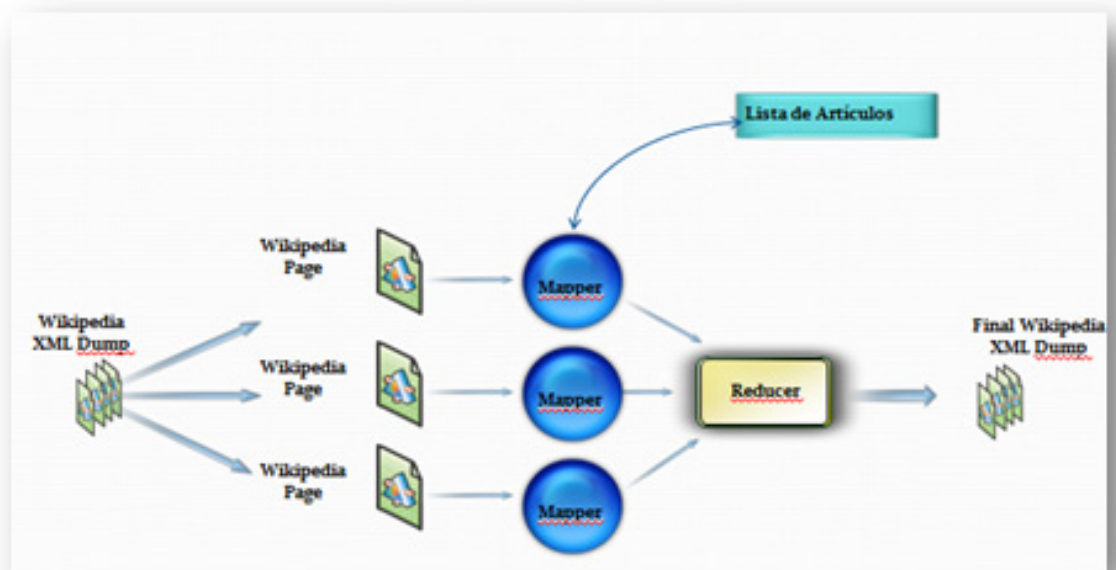 Lista de Artículos
Wikipedia
Page
Mapper
Wikipedia
XML Dump
Wikipedia
Page
Mapper
Reducer
Final Wikipedia
XML Dump
Wikipedia
Page
Mapper